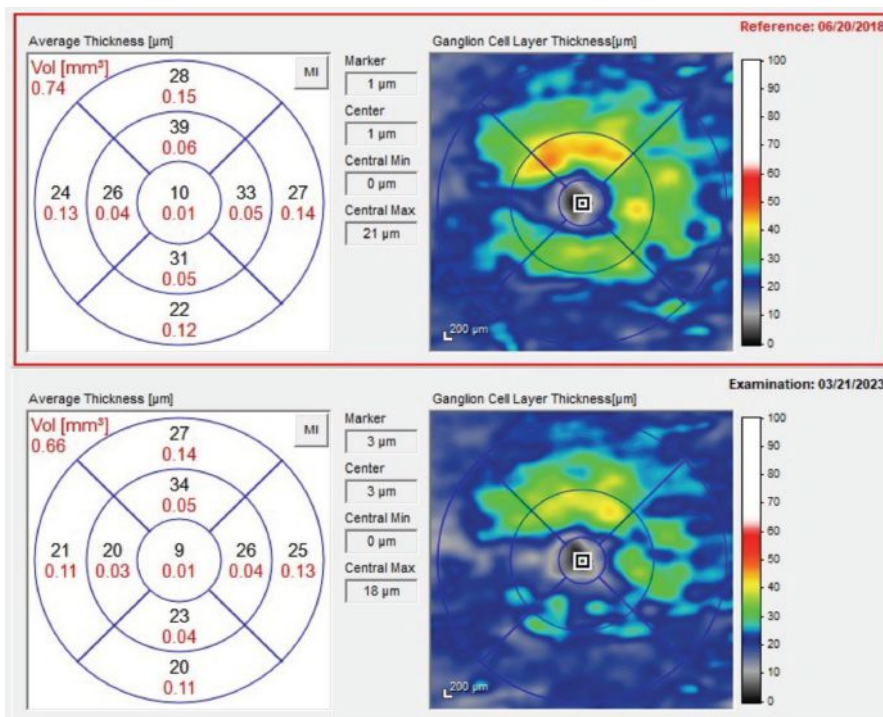 Reference: 06/20/2018
Average Thickness [µm]
Vol [mm³]
0.74
MI
28
0.15
39
0.06
24
0.13
26
0.04
10
0.01
33
0.05
27
0.14
31
0.05
22
0.12
Marker
1 µm
Center
1 µm
Central Min
0 µm
Central Max
21 µm
Ganglion Cell Layer Thickness[µm]
200 µm
100
90
80
70
60
50
40
30
20
10
0
Examination: 03/21/2023
Average Thickness [µm]
Vol [mm³]
0.66
MI
27
0.14
34
0.05
21
0.11
20
0.03
9
0.01
26
0.04
25
0.13
23
0.04
20
0.11
Marker
3 µm
Center
3 µm
Central Min
0 µm
Central Max
18 µm
Ganglion Cell Layer Thickness[µm]
200 µm
100
90
80
70
60
50
40
30
20
10
0